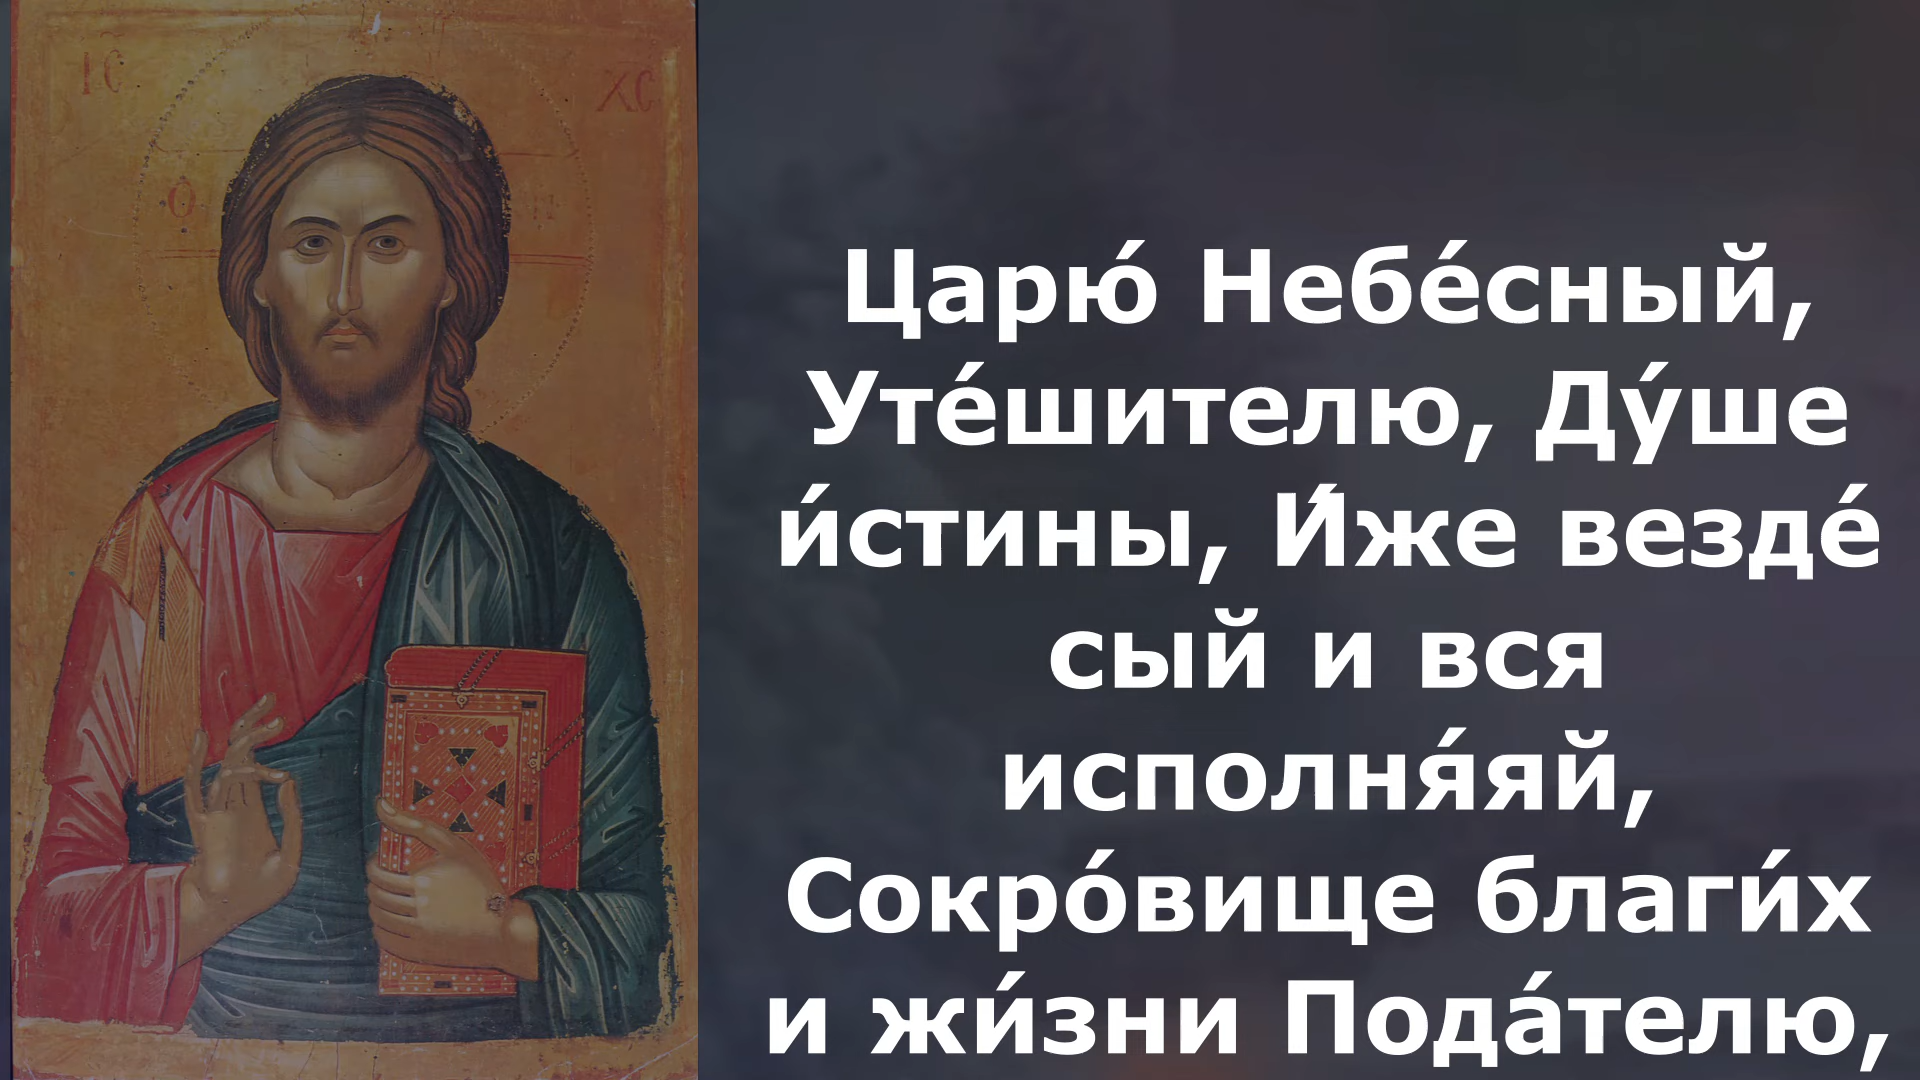 ІС ХС
Ο
Царю́ Небе́сный,
Уте́шителю, Ду́ше
и́стины, И́же везде́
сый и вся
исполня́яй,
Сокро́вище благи́х
и жи́зни Пода́телю,